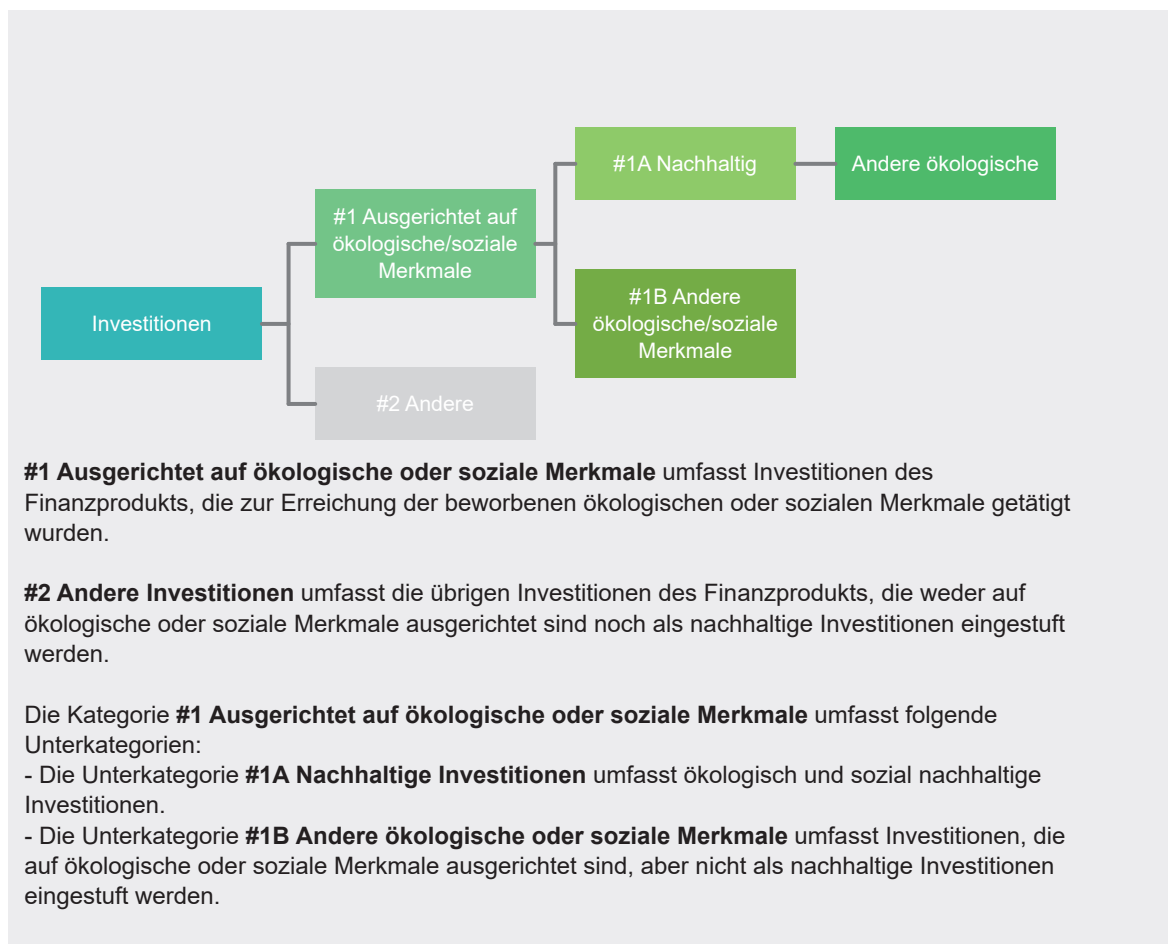 #1A Nachhaltig
Andere ökologische
#1 Ausgerichtet auf
ökologische/soziale
Merkmale
#1B Andere
ökologische/soziale
Merkmale
Investitionen
#2 Andere
#1 Ausgerichtet auf ökologische oder soziale Merkmale umfasst Investitionen des
Finanzprodukts, die zur Erreichung der beworbenen ökologischen oder sozialen Merkmale getätigt
wurden.
#2 Andere Investitionen umfasst die übrigen Investitionen des Finanzprodukts, die weder auf
ökologische oder soziale Merkmale ausgerichtet sind noch als nachhaltige Investitionen eingestuft
werden.
Die Kategorie #1 Ausgerichtet auf ökologische oder soziale Merkmale umfasst folgende
Unterkategorien:
- Die Unterkategorie #1A Nachhaltige Investitionen umfasst ökologisch und sozial nachhaltige
Investitionen.
- Die Unterkategorie #1B Andere ökologische oder soziale Merkmale umfasst Investitionen, die
auf ökologische oder soziale Merkmale ausgerichtet sind, aber nicht als nachhaltige Investitionen
eingestuft werden.